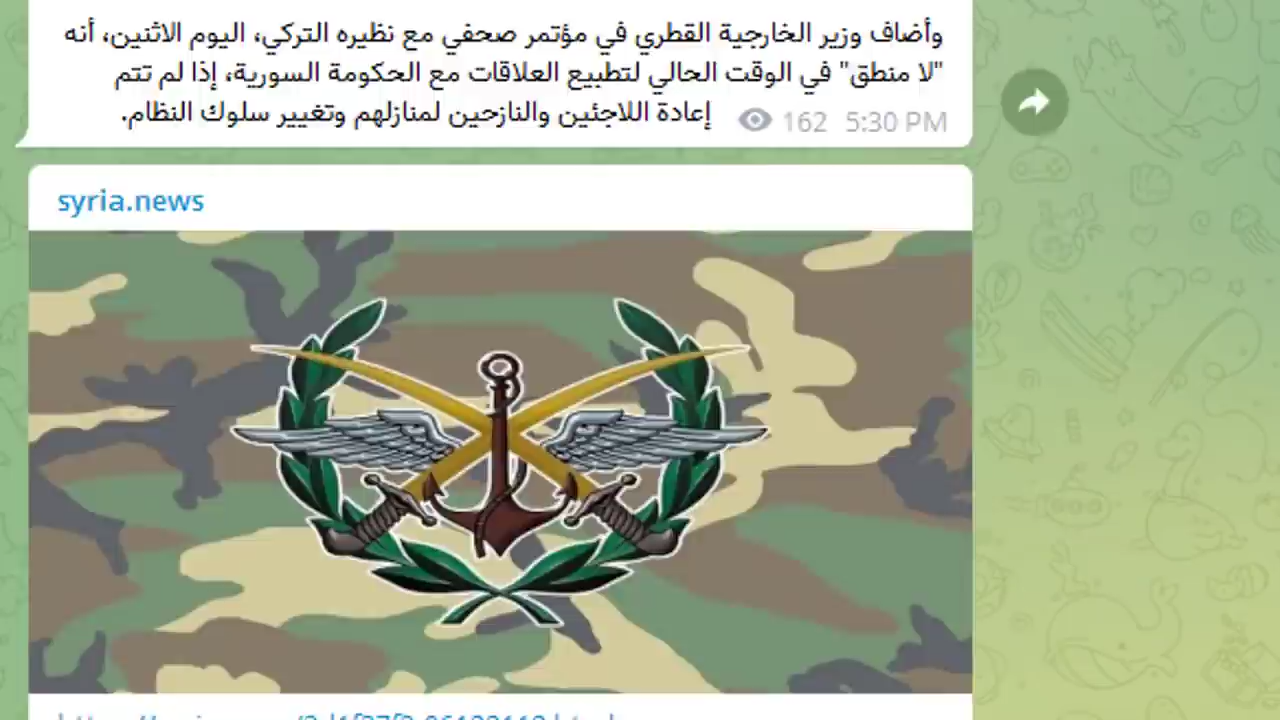 وأضاف وزير الخارجية القطري في مؤتمر صحفي مع نظيره التركي، اليوم الاثنين، أنه
"لا منطق" في الوقت الحالي لتطبيع العلاقات مع الحكومة السورية، إذا لم تتم
إعادة اللاجئين والنازحين لمنازلهم وتغيير سلوك النظام.
162 5:30 PM
syria.news